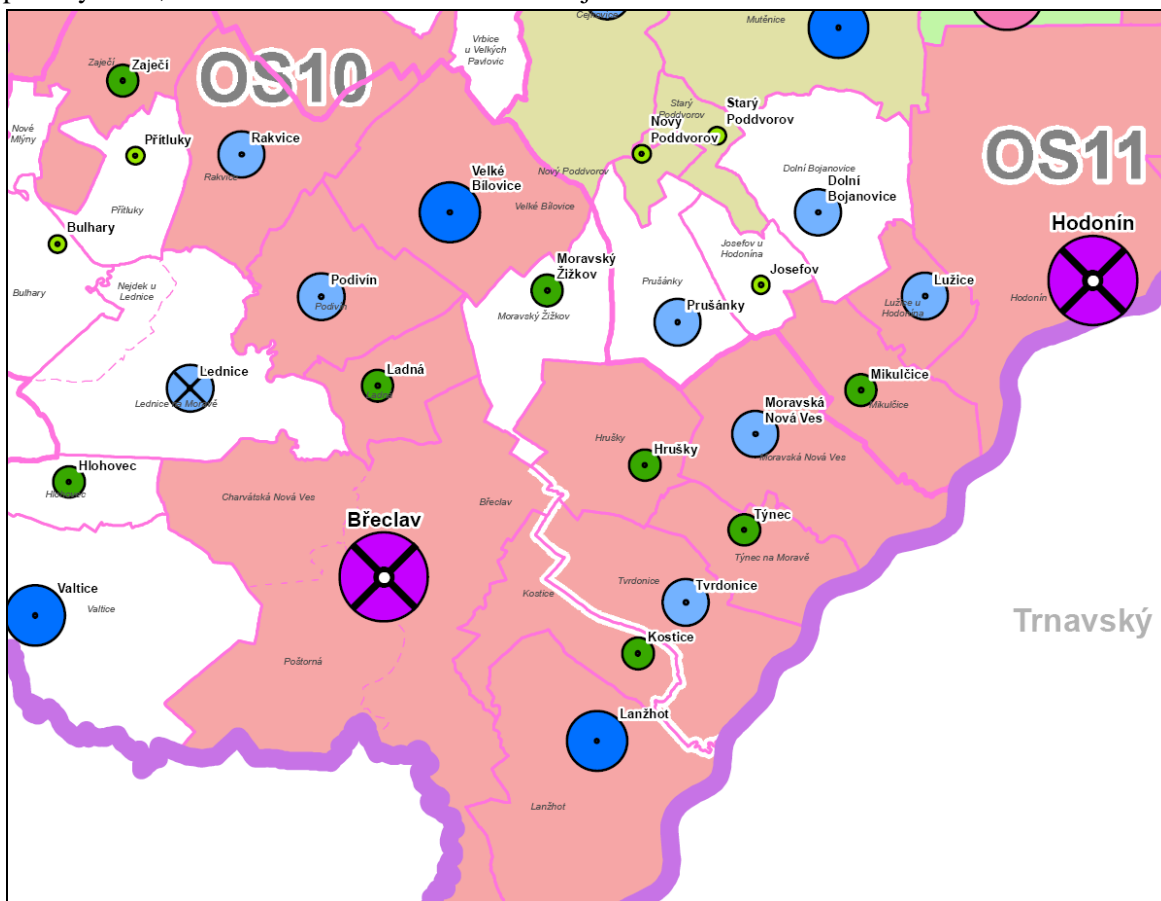 Čejkovice
Mutěnice
Vrbice
u Velkých
Pavlovic
Zaječí
Zaječí
OS10
Nové
Mlýny
Přítluky
Přítluky
Rakvice
Rakvice
Starý
Poddvorov
Starý
Poddvorov
Nový
Poddvorov
Nový Poddvorov
OS11
Velké
Bílovice
Velké Bílovice
Dolní Bojanovice
Dolní
Bojanovice
Bulhary
Bulhary
Nejdek u
Lednice
Moravský
Žižkov
Moravský Žižkov
Josefov u
Hodonína
Josefov
Hodonín
Hodonín
Podivín
Podivín
Prušánky
Prušánky
Lužice
Lužice u
Hodonína
Lednice
Lednice na Moravě
Ladná
Ladná
Mikulčice
Mikulčice
Moravská
Nová Ves
Moravská Nová Ves
Hrušky
Hrušky
Hlohovec
Hlohovec
Charvátská Nová Ves
Břeclav
Břeclav
Týnec
Týnec na Moravě
Valtice
Valtice
Kostice
Tvrdonice
Tvrdonice
Kostice
Trnavský
Poštorná
Lanžhot
Lanžhot